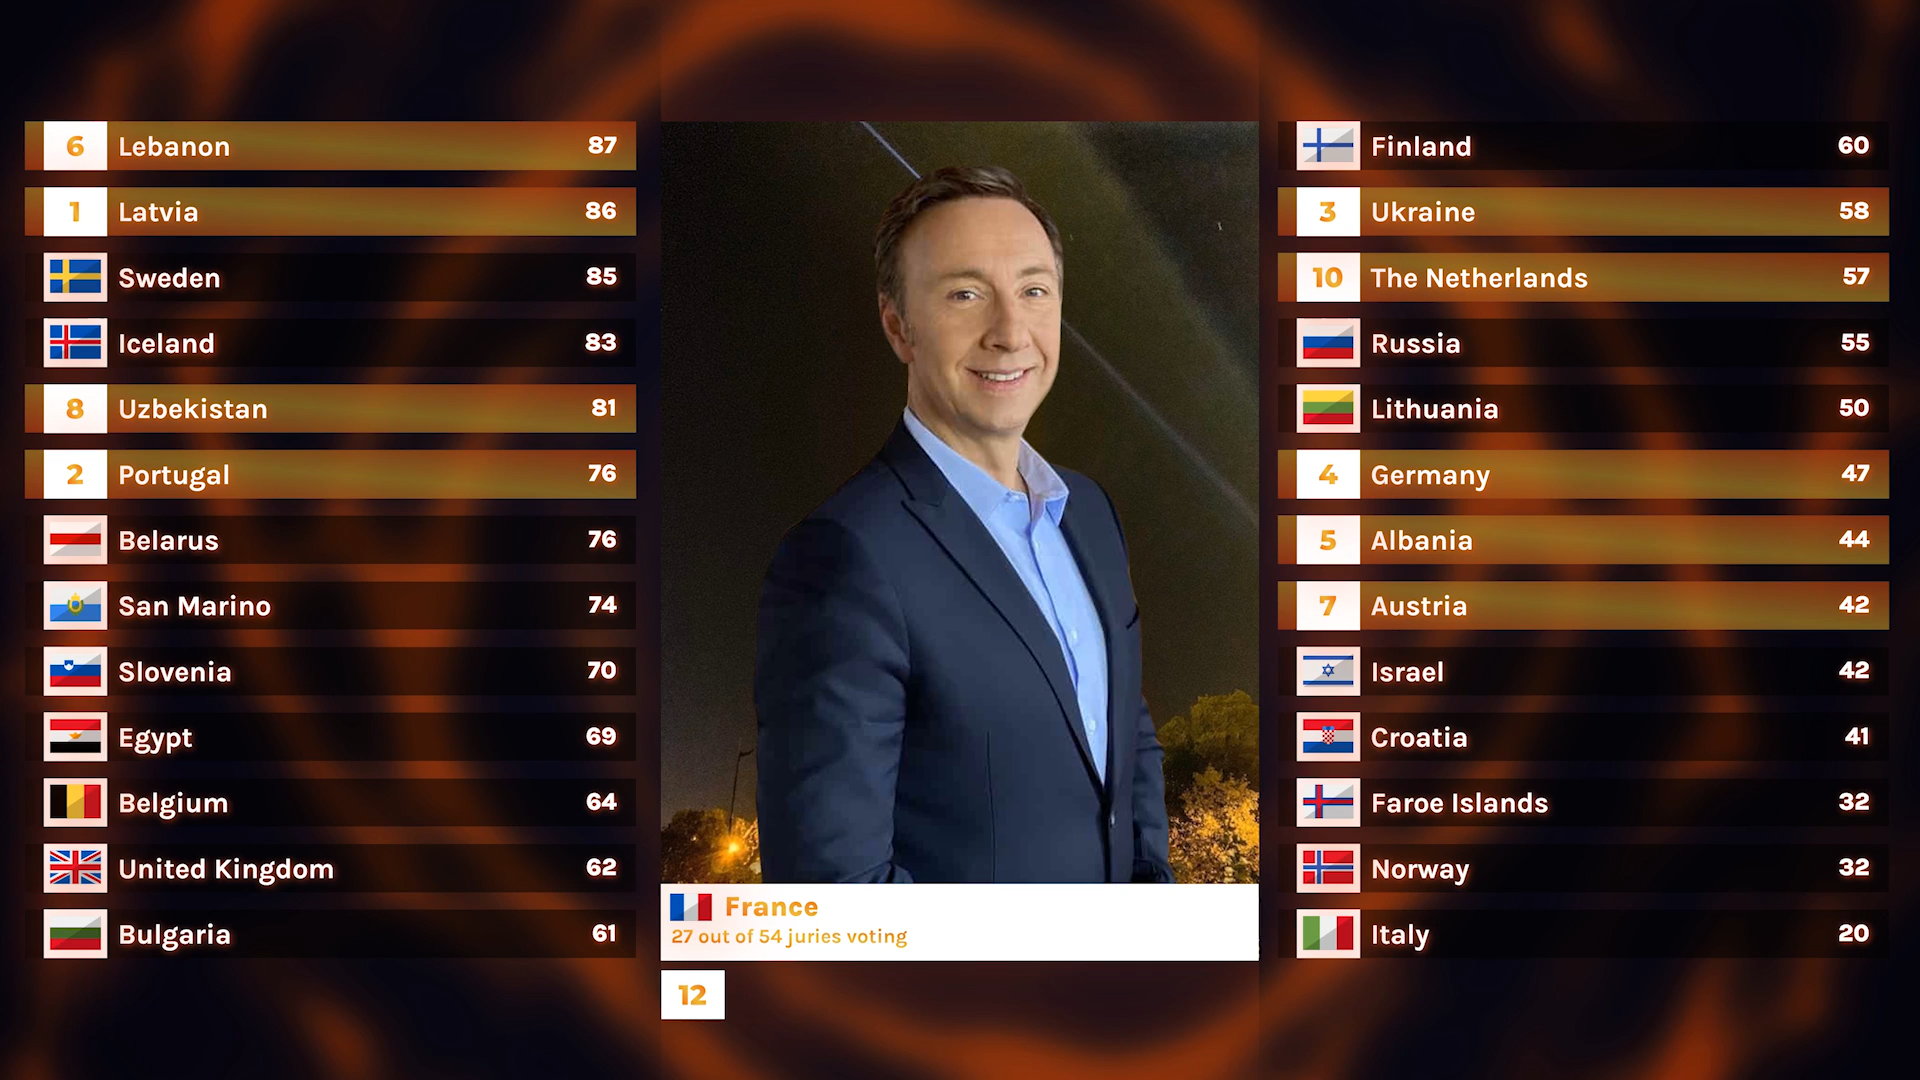 6 Lebanon 87
1 Latvia 86
Sweden 85
Iceland 83
8 Uzbekistan 81
2 Portugal 76
Belarus 76
San Marino 74
Slovenia 70
Egypt 69
Belgium 64
United Kingdom 62
Bulgaria 61
France
27 out of 54 juries voting
12
Finland 60
3 Ukraine 58
10 The Netherlands 57
Russia 55
Lithuania 50
4 Germany 47
5 Albania 44
7 Austria 42
Israel 42
Croatia 41
Faroe Islands 32
Norway 32
Italy 20